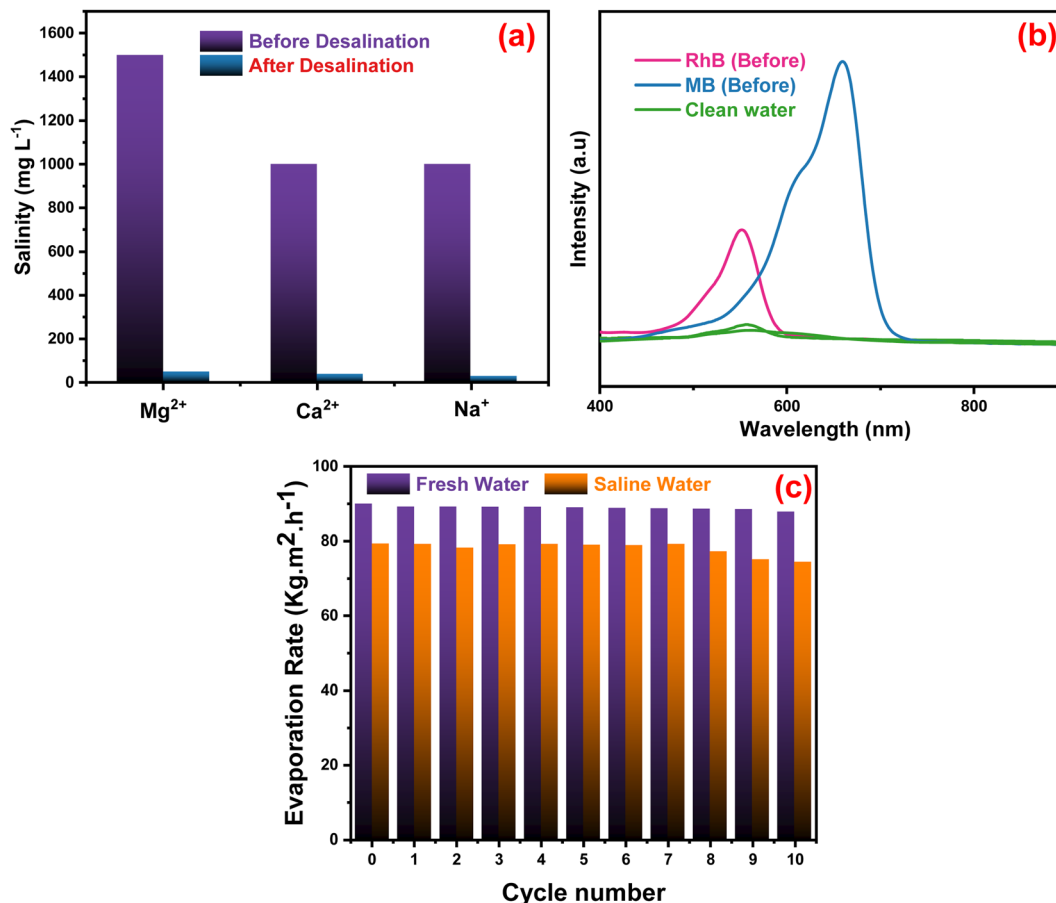 (a)
Before Desalination
After Desalination
Salinity (mg L⁻¹)
1600
1400
1200
1000
800
600
400
200
0
Mg²⁺ Ca²⁺ Na⁺
(b)
RhB (Before)
MB (Before)
Clean water
Intensity (a.u)
400 600 800
Wavelength (nm)
(c)
Fresh Water Saline Water
Evaporation Rate (Kg.m².h⁻¹)
100
80
60
40
20
0
0 1 2 3 4 5 6 7 8 9 10
Cycle number